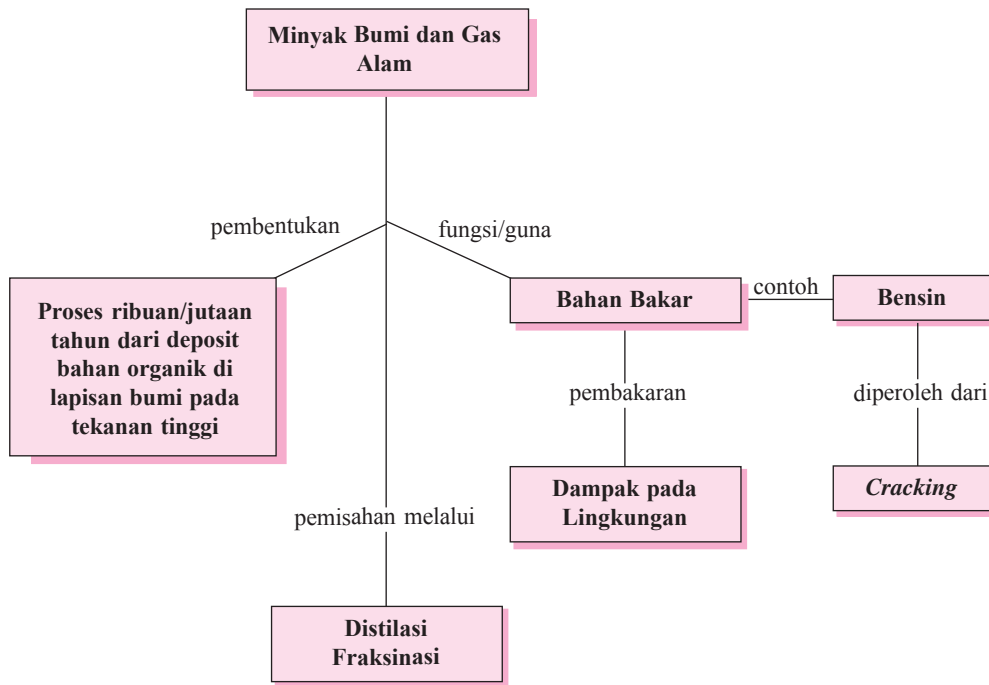 Minyak Bumi dan Gas
Alam
pembentukan
fungsi/guna
Proses ribuan/jutaan
tahun dari deposit
bahan organik di
lapisan bumi pada
tekanan tinggi
Bahan Bakar
contoh
Bensin
pembakaran
diperoleh dari
Dampak pada
Lingkungan
Cracking
pemisahan melalui
Distilasi
Fraksinasi